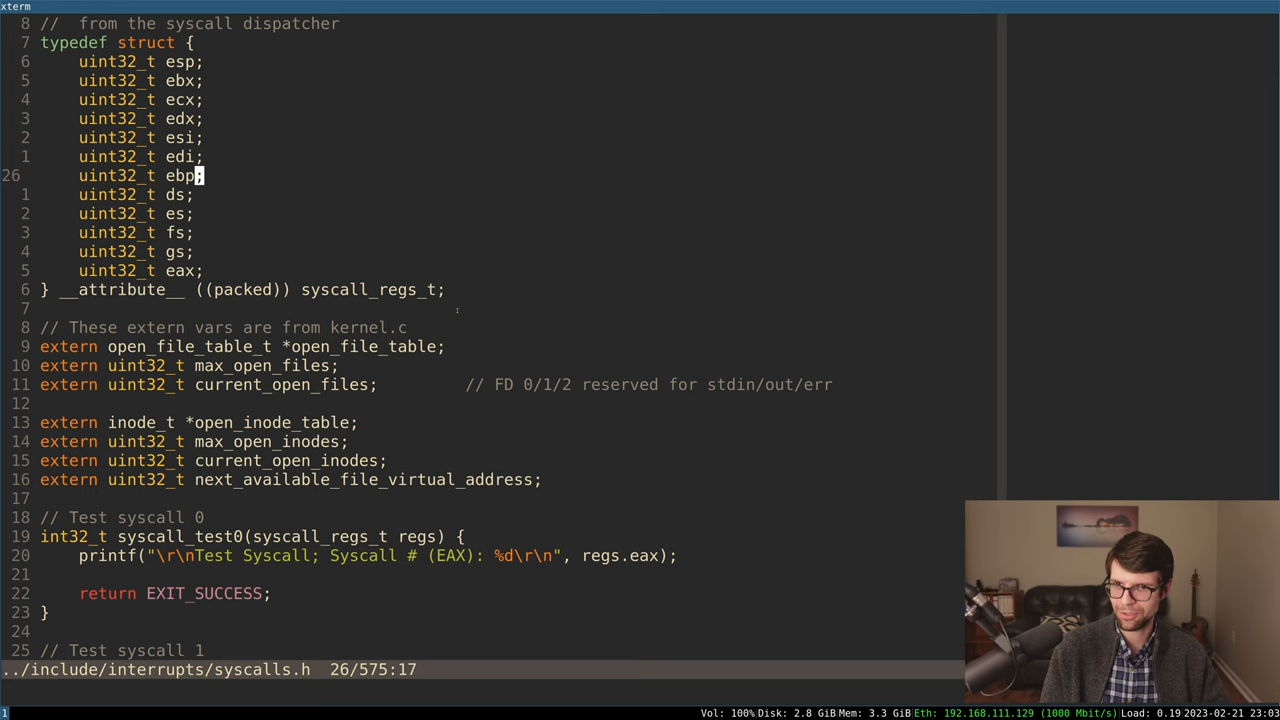 xterm
8 //  from the syscall dispatcher
7 typedef struct {
6     uint32_t esp;
5     uint32_t ebx;
4     uint32_t ecx;
3     uint32_t edx;
2     uint32_t esi;
1     uint32_t edi;
26     uint32_t ebp;
1     uint32_t ds;
2     uint32_t es;
3     uint32_t fs;
4     uint32_t gs;
5     uint32_t eax;
6 } __attribute__ ((packed)) syscall_regs_t;
7
8 // These extern vars are from kernel.c
9 extern open_file_table_t *open_file_table;
10 extern uint32_t max_open_files;
11 extern uint32_t current_open_files;         // FD 0/1/2 reserved for stdin/out/err
12
13 extern inode_t *open_inode_table;
14 extern uint32_t max_open_inodes;
15 extern uint32_t current_open_inodes;
16 extern uint32_t next_available_file_virtual_address;
17
18 // Test syscall 0
19 int32_t syscall_test0(syscall_regs_t regs) {
20     printf("\r\nTest Syscall; Syscall # (EAX): %d\r\n", regs.eax);
21
22     return EXIT_SUCCESS;
23 }
24
25 // Test syscall 1
../include/interrupts/syscalls.h  26/575:17
1 Vol: 100% Disk: 2.8 GiB Mem: 3.3 GiB Eth: 192.168.111.129 (1000 Mbit/s) Load: 0.19 2023-02-21 23:03